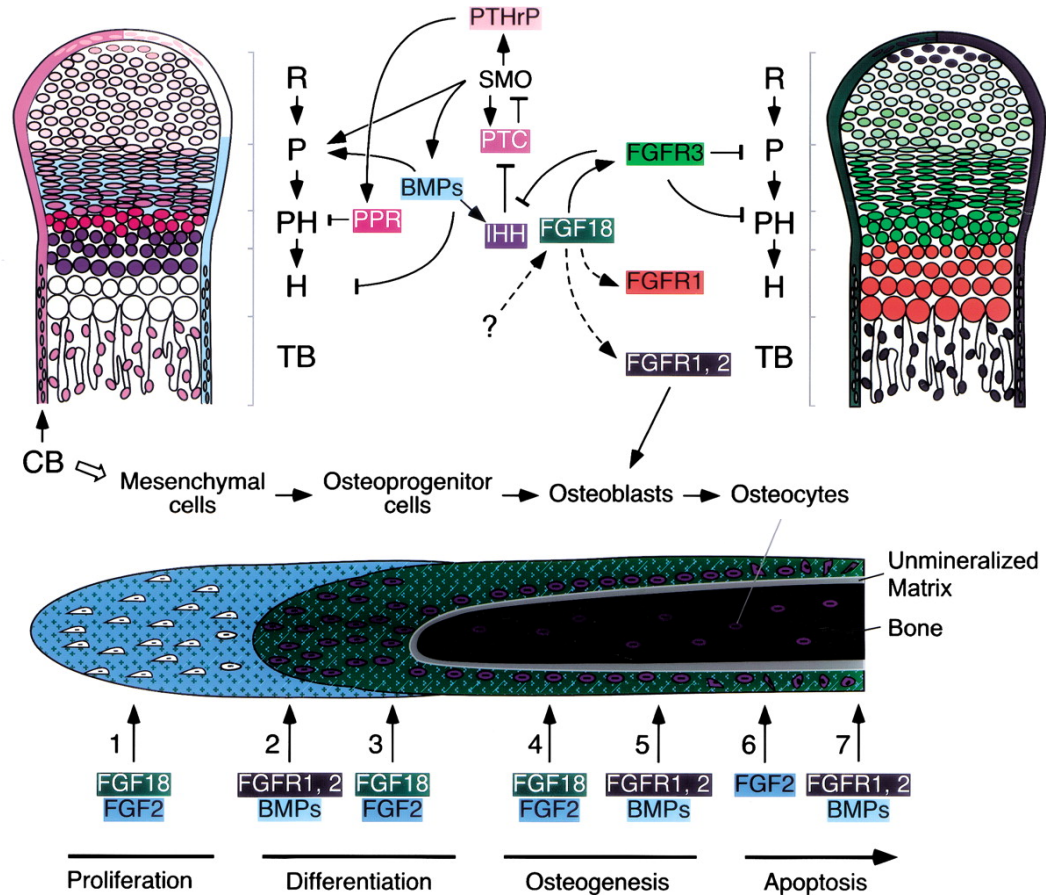 PTHrP
R
SMO
R
PTC
P
FGFR3
P
BMPs
PH
PPR
IHH
FGF18
PH
H
FGFR1
H
?
TB
FGFR1, 2
TB
CB
Mesenchymal
cells
Osteoprogenitor
cells
Osteoblasts
Osteocytes
Unmineralized
Matrix
Bone
1
2
3
4
5
6
7
FGF18
FGF2
FGFR1, 2
BMPs
FGF18
FGF2
FGF18
FGF2
FGFR1, 2
BMPs
FGF2
FGFR1, 2
BMPs
Proliferation
Differentiation
Osteogenesis
Apoptosis